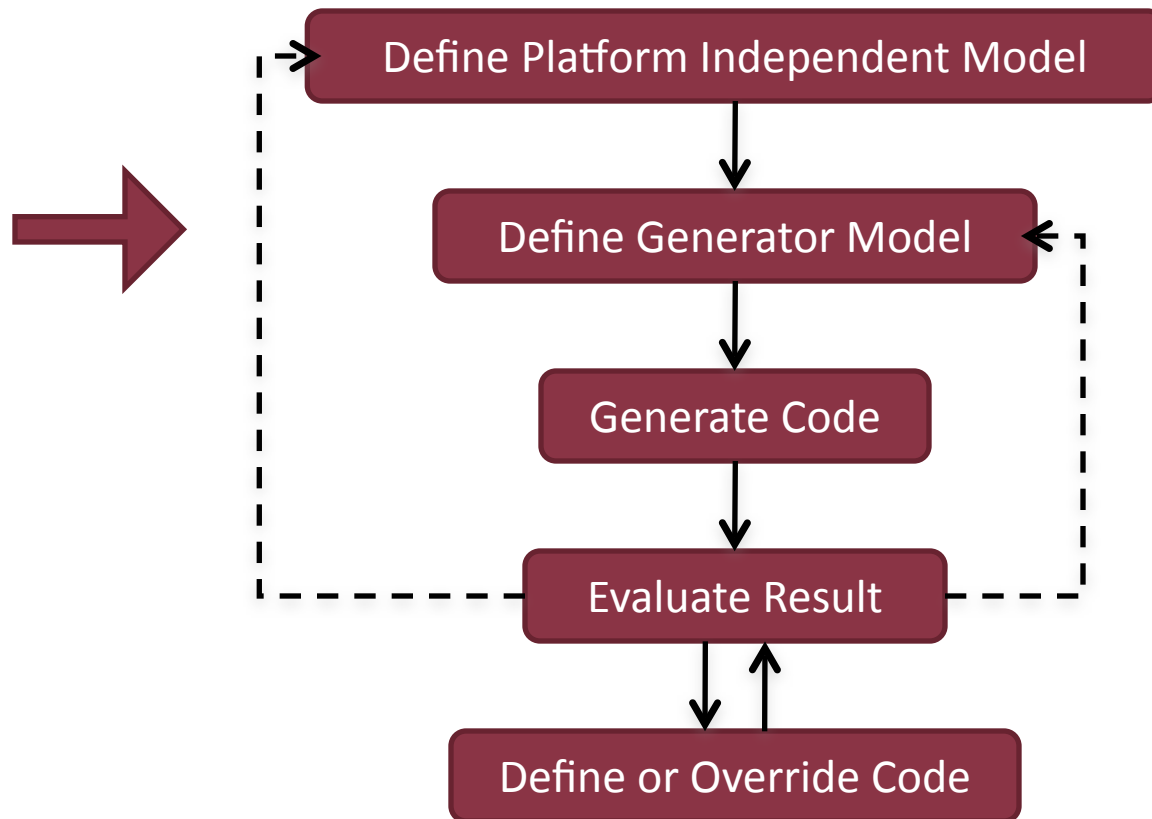 Define Platform Independent Model
Define Generator Model
Generate Code
Evaluate Result
Define or Override Code